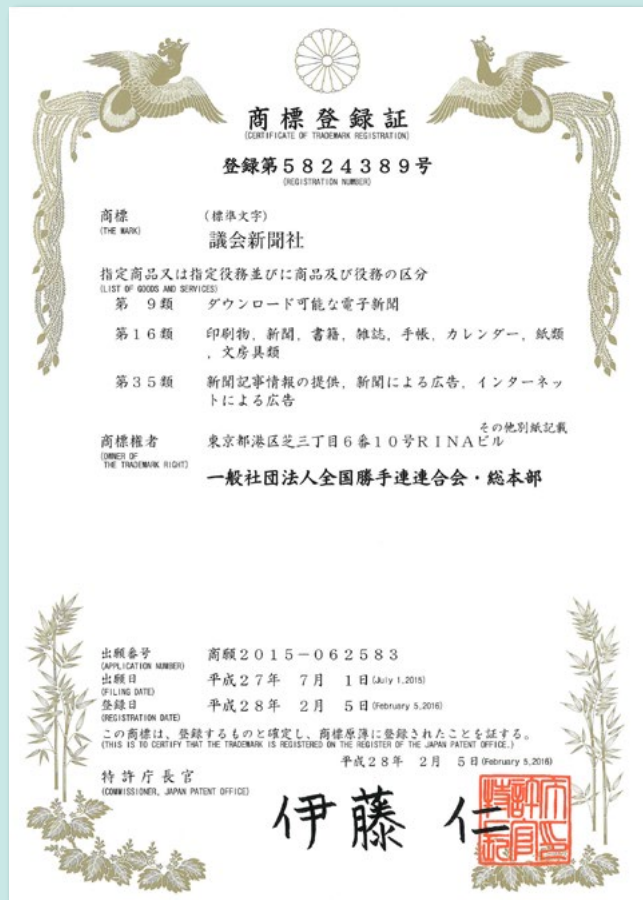 商標登録証
(CERTIFICATE OF TRADEMARK REGISTRATION)
登録第5824389号
(REGISTRATION NUMBER)
商標 (標準文字)
(THE MARK)
議会新聞社
指定商品又は指定役務並びに商品及び役務の区分
(LIST OF GOODS AND SERVICES)
第 9類 ダウンロード可能な電子新聞
第16類 印刷物,新聞,書籍,雑誌,手帳,カレンダー,紙類
,文房具類
第35類 新聞記事情報の提供,新聞による広告,インターネッ
トによる広告
その他別紙記載
商標権者 東京都港区芝三丁目6番10号RINAビル
(OWNER OF
THE TRADEMARK RIGHT)
一般社団法人全国勝手連連合会・総本部
出願番号 商願2015-062583
(APPLICATION NUMBER)
出願日 平成27年 7月 1日(July 1,2015)
(FILING DATE)
登録日 平成28年 2月 5日(February 5,2016)
(REGISTRATION DATE)
この商標は、登録するものと確定し、商標原簿に登録されたことを証する。
(THIS IS TO CERTIFY THAT THE TRADEMARK IS REGISTERED ON THE REGISTER OF THE JAPAN PATENT OFFICE.)
平成28年 2月 5日(February 5,2016)
特許庁長官
(COMMISSIONER, JAPAN PATENT OFFICE)
伊藤 仁